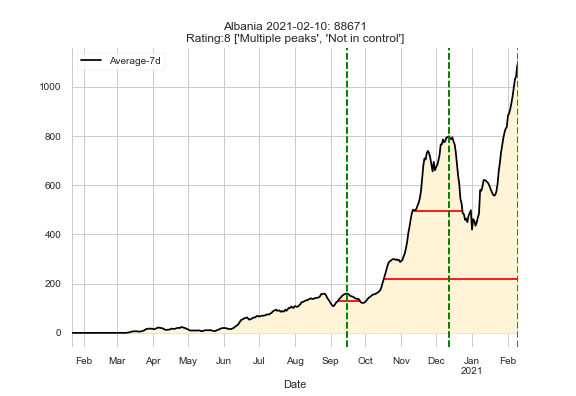 Albania 2021-02-10: 88671
Rating:8 ['Multiple peaks', 'Not in control']
Average-7d
1000
800
600
400
200
0
Feb Mar Apr May Jun Jul Aug Sep Oct Nov Dec Jan Feb
2021
Date